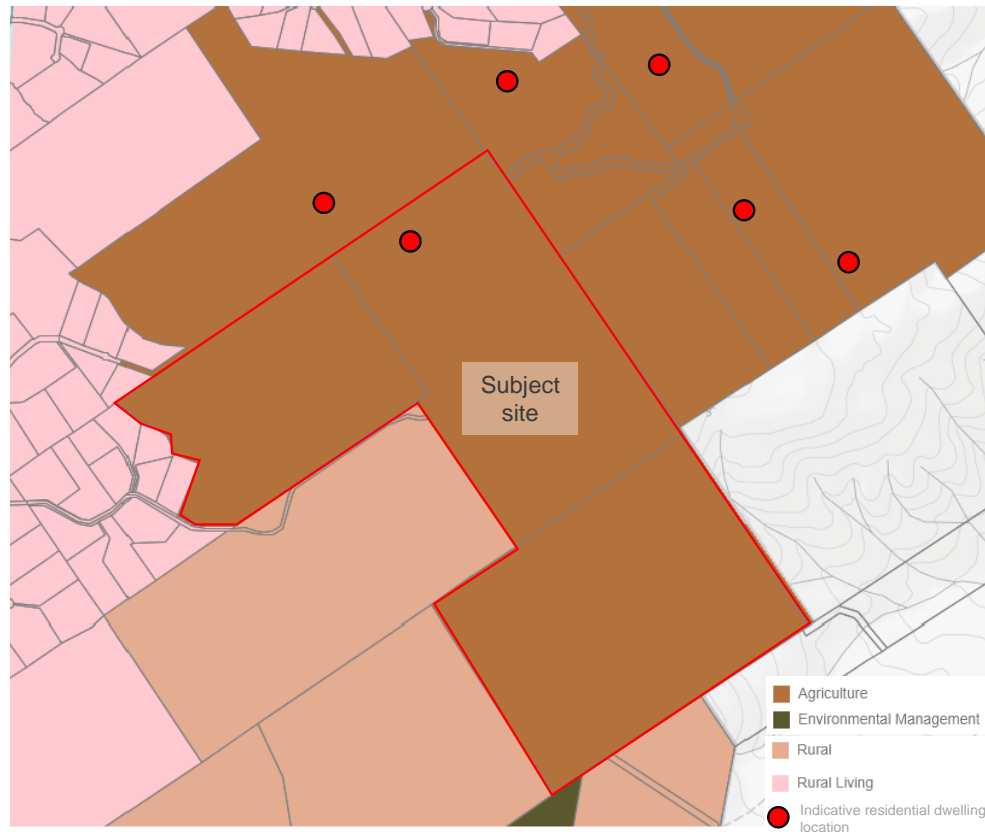 Subject
site
Agriculture
Environmental Management
Rural
Rural Living
Indicative residential dwelling
location